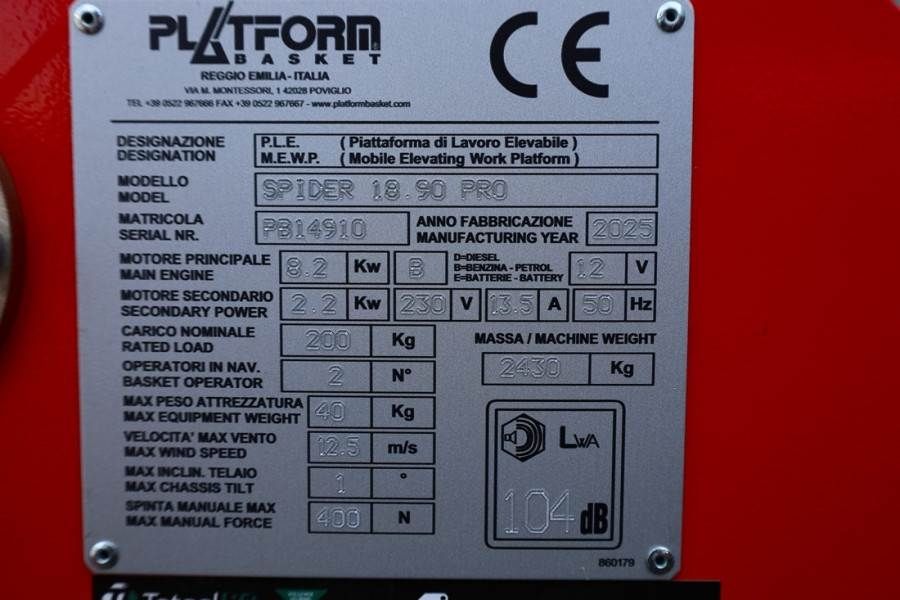 PLATFORM
BASKET
CE
REGGIO EMILIA - ITALIA
VIA M. MONTESSORI, 1 42028 POVIGLIO
TEL +39 0522 967666 FAX +39 0522 967667 - www.platformbasket.com
DESIGNAZIONE P.L.E. ( Piattaforma di Lavoro Elevabile )
DESIGNATION M.E.W.P. ( Mobile Elevating Work Platform )
MODELLO
MODEL
SPIDER 18.90 PRO
MATRICOLA
SERIAL NR.
PB14910
ANNO FABBRICAZIONE
MANUFACTURING YEAR
2025
MOTORE PRINCIPALE
MAIN ENGINE
8.2 Kw B
D=DIESEL
B=BENZINA - PETROL
E=BATTERIE - BATTERY
12 V
MOTORE SECONDARIO
SECONDARY POWER
2.2 Kw 230 V 13.5 A 50 Hz
CARICO NOMINALE
RATED LOAD
200 Kg
MASSA / MACHINE WEIGHT
2430 Kg
OPERATORI IN NAV.
BASKET OPERATOR
2 N°
MAX PESO ATTREZZATURA
MAX EQUIPMENT WEIGHT
40 Kg
VELOCITA' MAX VENTO
MAX WIND SPEED
12.5 m/s
MAX INCLIN. TELAIO
MAX CHASSIS TILT
1 °
SPINTA MANUALE MAX
MAX MANUAL FORCE
400 N
LWA
104 dB
860179